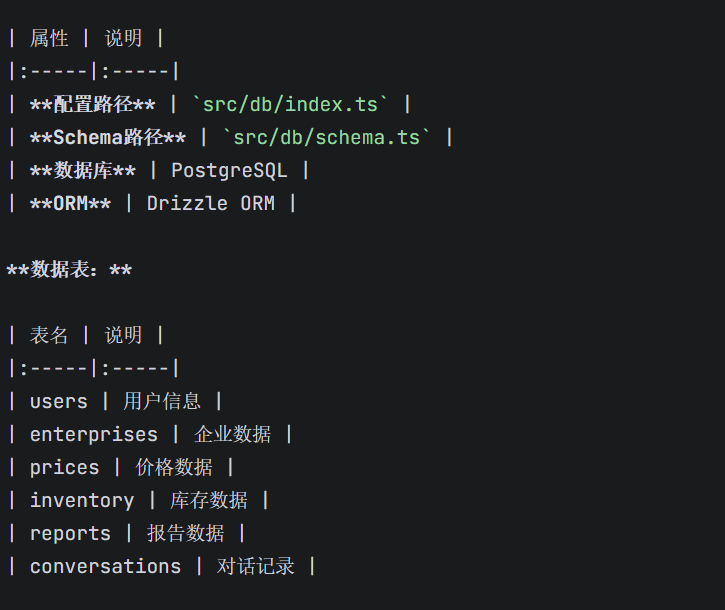 | 属性 | 说明 |
|:-----|:-----|
| **配置路径** | `src/db/index.ts` |
| **Schema路径** | `src/db/schema.ts` |
| **数据库** | PostgreSQL |
| **ORM** | Drizzle ORM |
**数据表：**
| 表名 | 说明 |
|:-----|:-----|
| users | 用户信息 |
| enterprises | 企业数据 |
| prices | 价格数据 |
| inventory | 库存数据 |
| reports | 报告数据 |
| conversations | 对话记录 |